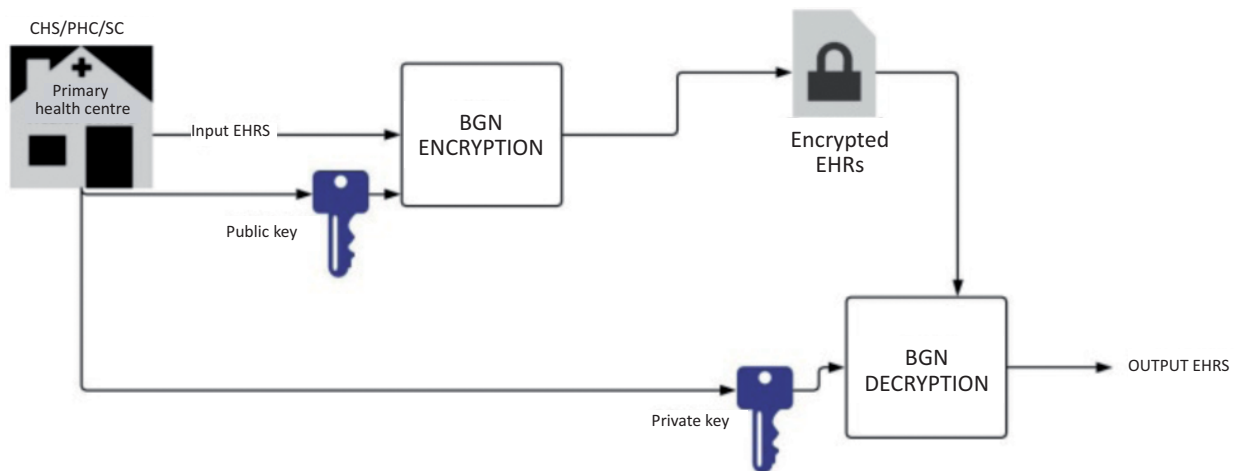 CHS/PHC/SC
Primary
health centre
Input EHRS
BGN
ENCRYPTION
Encrypted
EHRs
Public key
BGN
DECRYPTION
OUTPUT EHRS
Private key